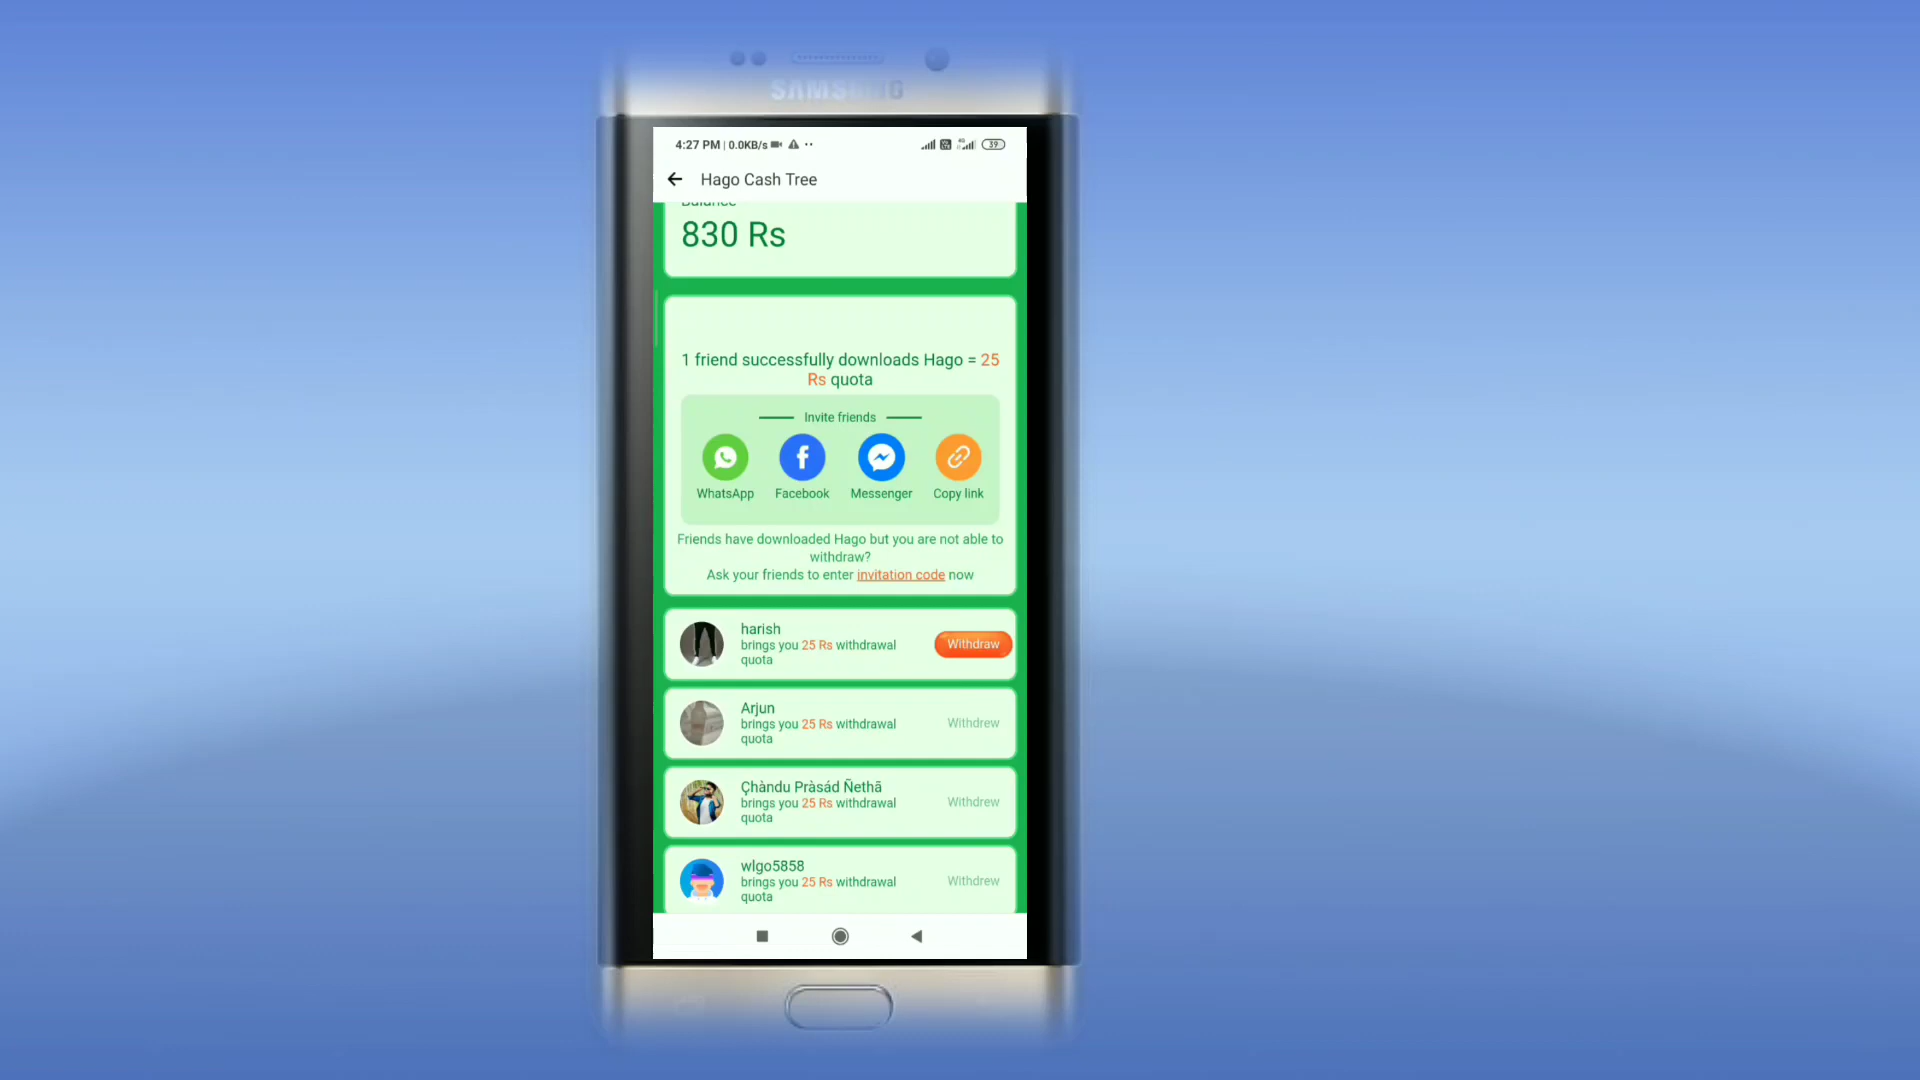 SAMSUNG
4:27 PM | 0.0KB/s
39
Hago Cash Tree
Balance
830 Rs
1 friend successfully downloads Hago = 25
Rs quota
Invite friends
WhatsApp Facebook Messenger Copy link
Friends have downloaded Hago but you are not able to
withdraw?
Ask your friends to enter invitation code now
harish
brings you 25 Rs withdrawal
quota
Withdraw
Arjun
brings you 25 Rs withdrawal
quota
Withdrew
Çhàndu Pràsád Ñethā
brings you 25 Rs withdrawal
quota
Withdrew
wlgo5858
brings you 25 Rs withdrawal
quota
Withdrew